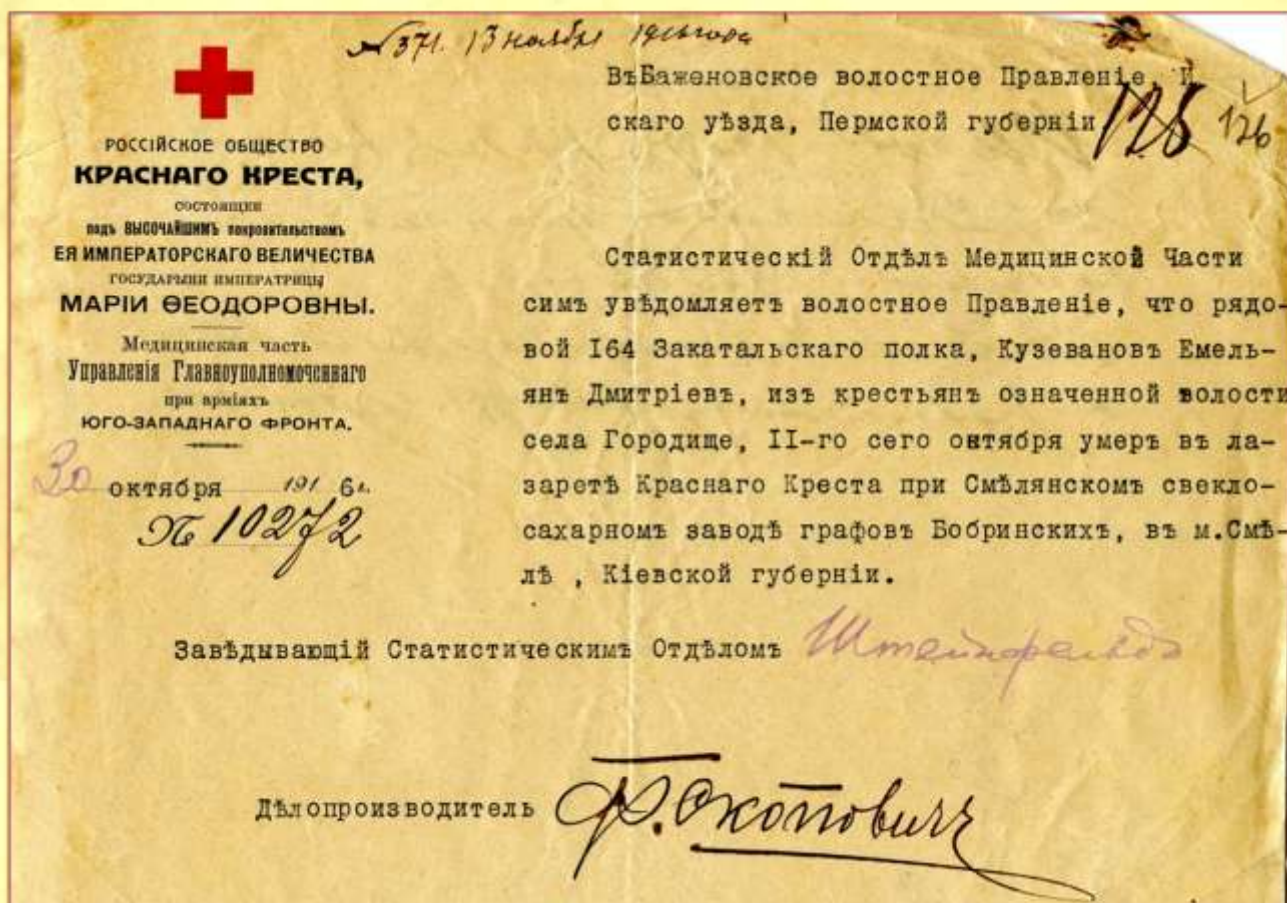 № 371. 13 ноября 1916 года
ВъБаженовское волостное Правленіе, И
скаго уѣзда, Пермской губерніи
126 126
РОССІЙСКОЕ ОБЩЕСТВО
КРАСНАГО КРЕСТА,
состоящее
подъ ВЫСОЧАЙШИМЪ покровительствомъ
ЕЯ ИМПЕРАТОРСКАГО ВЕЛИЧЕСТВА
ГОСУДАРЫНИ ИМПЕРАТРИЦЫ
МАРІИ ѲЕОДОРОВНЫ.
Медицинская часть
Управленія Главноуполномоченнаго
при арміяхъ
ЮГО-ЗАПАДНАГО ФРОНТА.
30 октября 1916 г.
№ 10272
Статистическій Отдѣлъ Медицинской Части
симъ увѣдомляетъ волостное Правленіе, что рядо-
вой I64 Закатальскаго полка, Кузевановъ Емель-
янъ Дмитріевъ, изъ крестьянъ означенной волости
села Городище, II-го сего октября умеръ въ ла-
заретѣ Краснаго Креста при Смѣлянскомъ свекло-
сахарномъ заводѣ графовъ Бобринскихъ, въ м.Смѣ-
лѣ , Кіевской губерніи.
Завѣдывающій Статистическимъ Отдѣломъ Штейнфельдъ
Дѣлопроизводитель